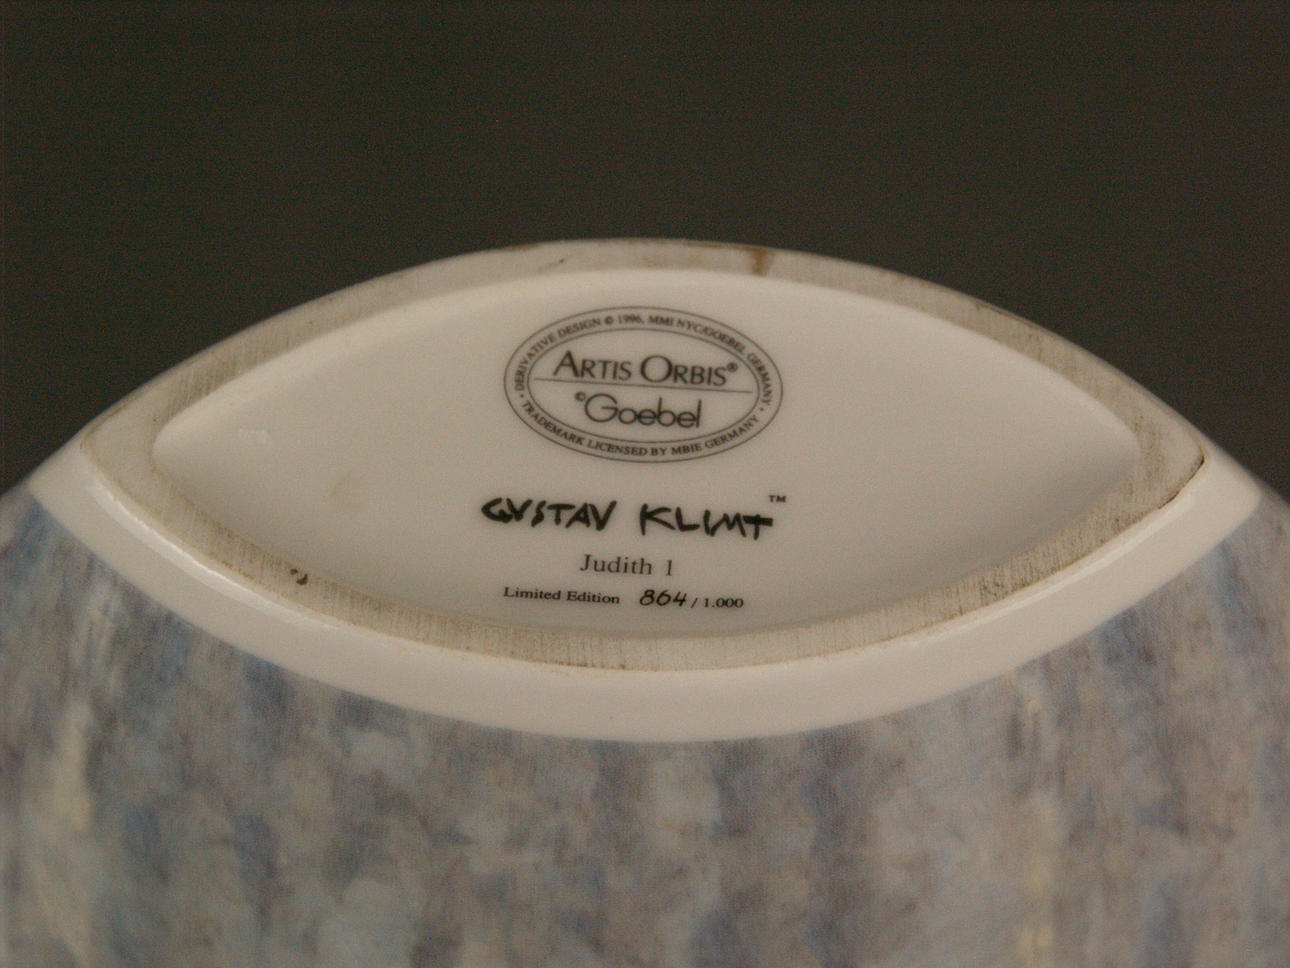 DERIVATIVE DESIGN © 1996, MMI NYC/GOEBEL GERMANY
ARTIS ORBIS®
©Goebel
• TRADEMARK LICENSED BY MBIE GERMANY •
GUSTAV KLIMT™
Judith 1
Limited Edition 864 / 1.000